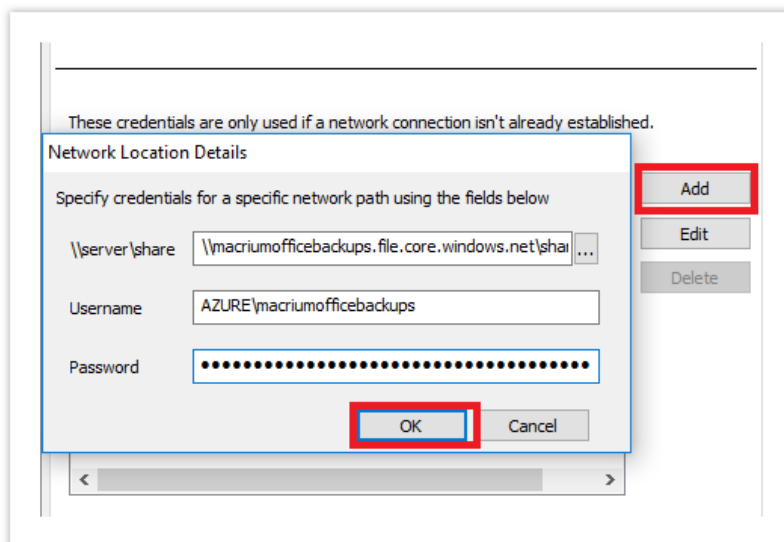 These credentials are only used if a network connection isn't already established.
Network Location Details
Specify credentials for a specific network path using the fields below
Add
\\server\share
\\macriumofficebackups.file.core.windows.net\shar
...
Edit
Delete
Username
AZURE\macriumofficebackups
Password
••••••••••••••••••••••••••••••••••••••
OK
Cancel